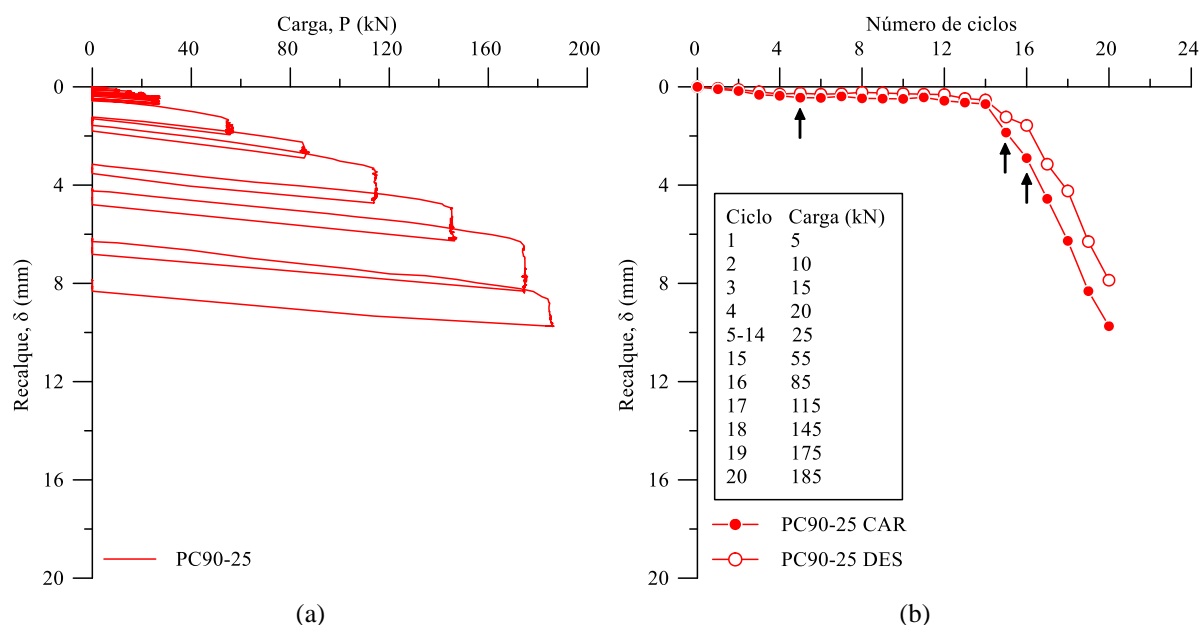 Carga, P (kN)
0 40 80 120 160 200
0
4
8
12
16
20
Recalque, δ (mm)
PC90-25
(a)
Número de ciclos
0 4 8 12 16 20 24
0
4
8
12
16
20
Recalque, δ (mm)
Ciclo Carga (kN)
1 5
2 10
3 15
4 20
5-14 25
15 55
16 85
17 115
18 145
19 175
20 185
PC90-25 CAR
PC90-25 DES
(b)